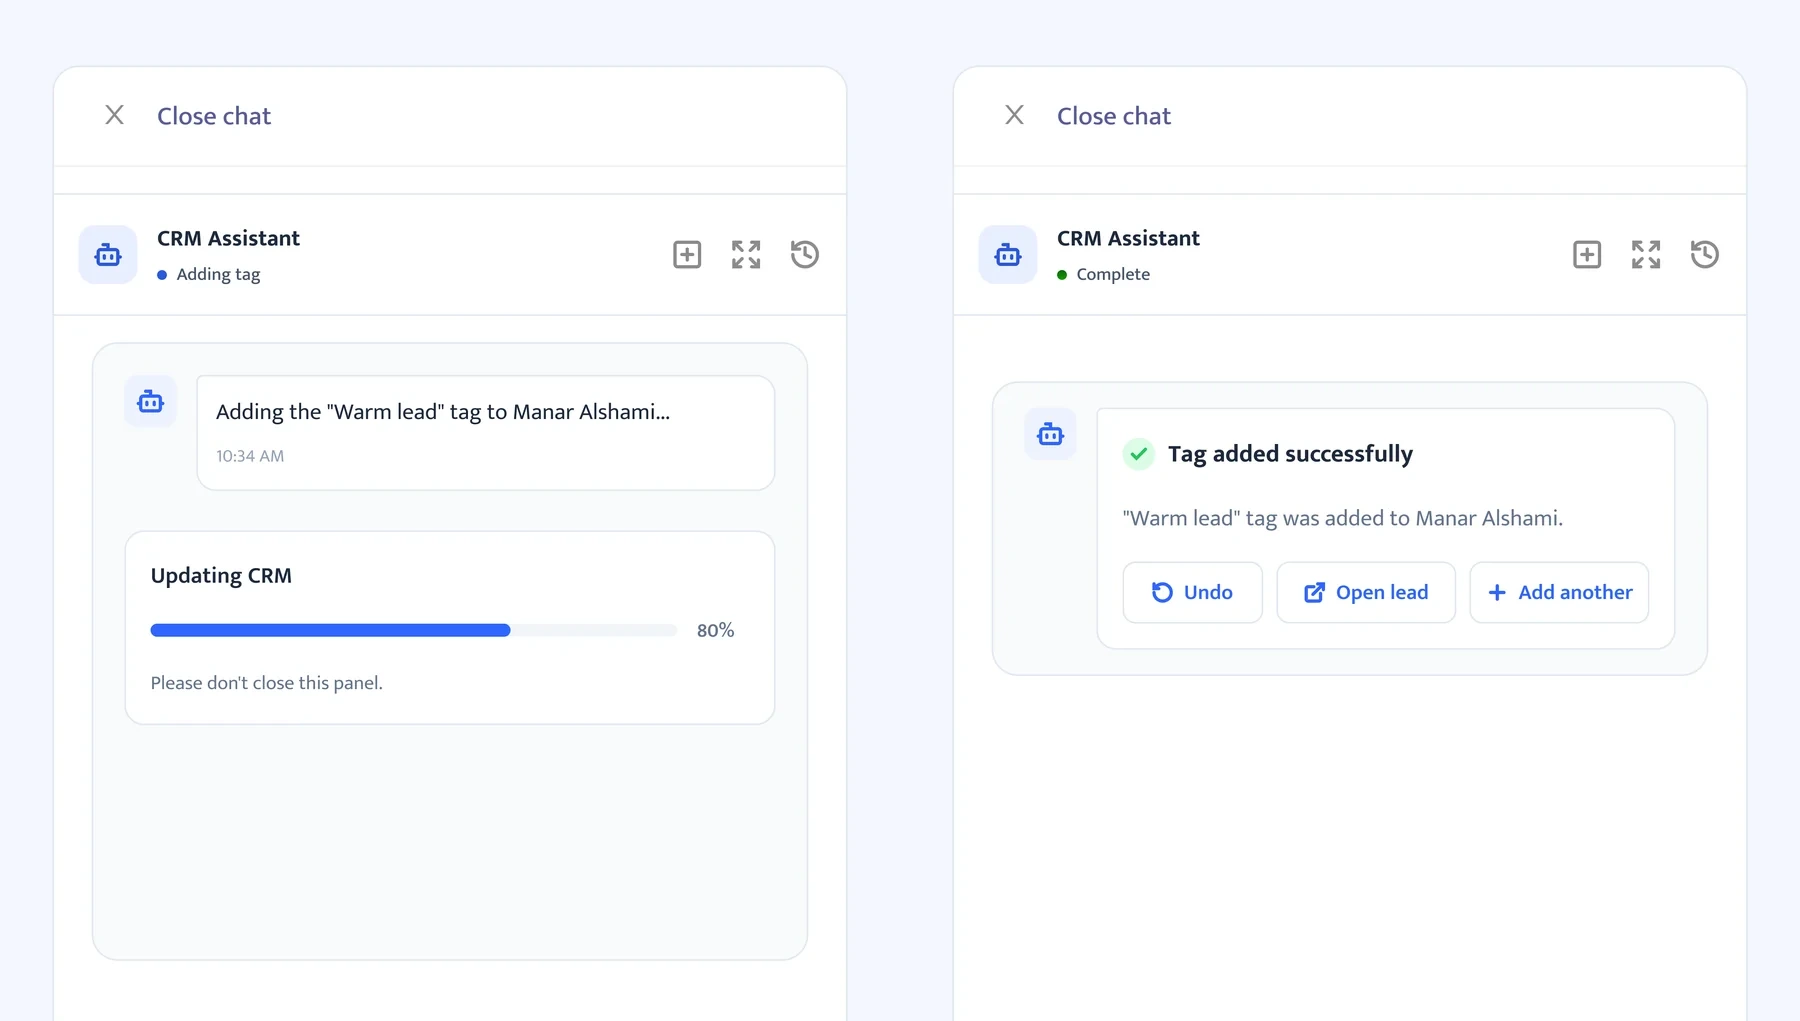 Close chat
CRM Assistant
Adding tag
Adding the "Warm lead" tag to Manar Alshami...
10:34 AM
Updating CRM
80%
Please don't close this panel.
Close chat
CRM Assistant
Complete
Tag added successfully
"Warm lead" tag was added to Manar Alshami.
Undo
Open lead
Add another